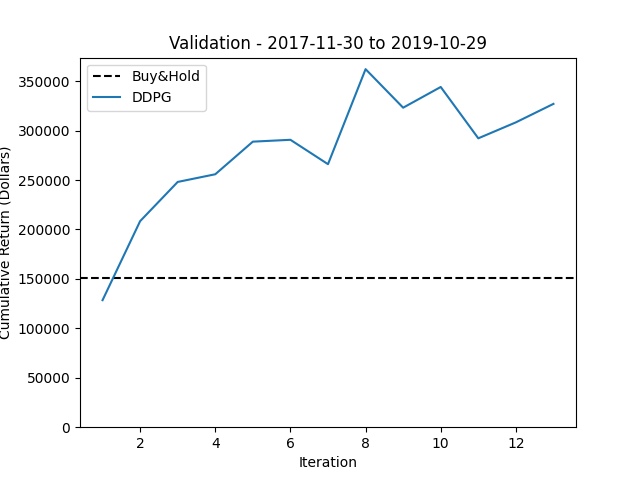 Validation - 2017-11-30 to 2019-10-29
Buy&Hold
DDPG
Cumulative Return (Dollars)
350000
300000
250000
200000
150000
100000
50000
0
2 4 6 8 10 12
Iteration